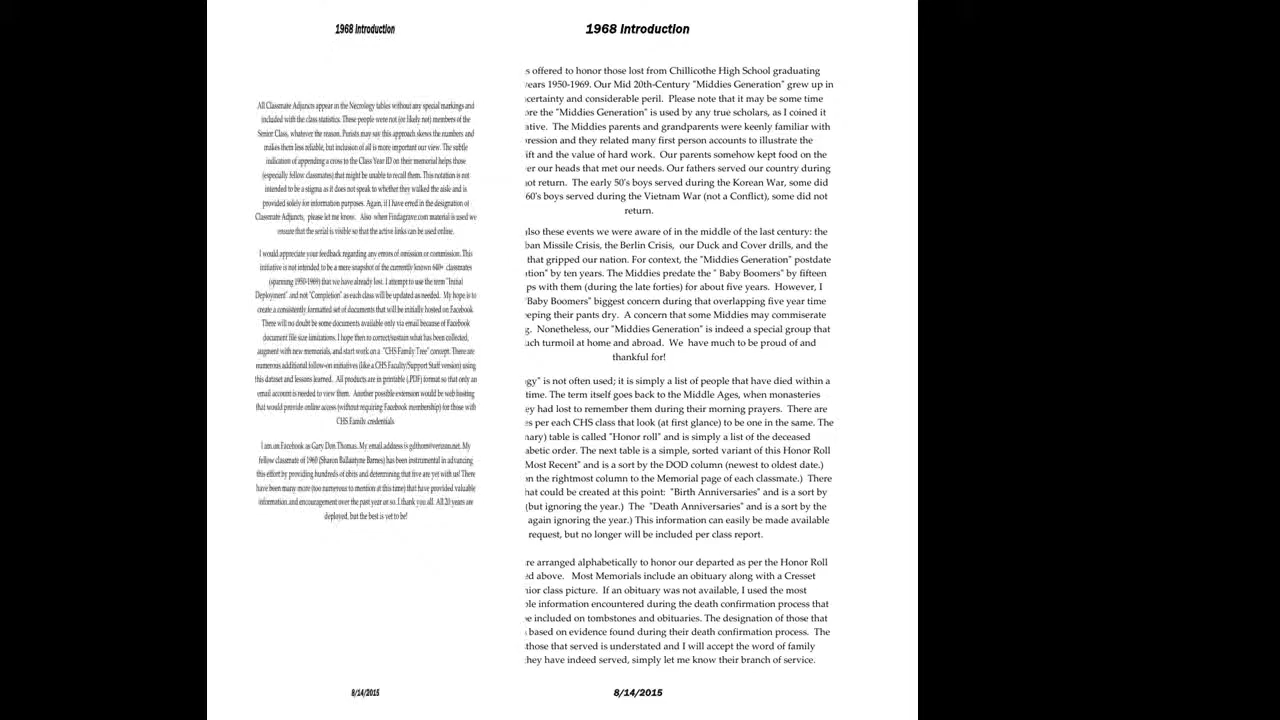 1968 Introduction
All Classmate Adjuncts appear in the Necrology tables without any special markings and
included with the class statistics. These people were not (or likely not) members of the
Senior Class, whatever the reason. Purists may say this approach skews the numbers and
makes them less reliable, but inclusion of all is more important our view. The subtle
indication of appending a cross to the Class Year ID on their memorial helps those
(especially fellow classmates) that might be unable to recall them. This notation is not
intended to be a stigma as it does not speak to whether they walked the aisle and is
provided solely for information purposes. Again, if I have erred in the designation of
Classmate Adjuncts, please let me know. Also where Findagrave.com material is used we
ensure that the serial is visible so that the active links can be used online.
I would appreciate your feedback regarding any errors of omission or commission. This
initiative is not intended to be a mere snapshot of the currently known 640+ classmates
(spanning 1950-1969) that we have already lost. I attempt to use the term "Initial
Deployment" and not "Completion" as each class will be updated as needed. My hope is to
create a consistently formatted set of documents that will be initially hosted on Facebook.
There will no doubt be some documents available only via email because of Facebook
document file size limitations. I hope then to correct/sustain what has been collected,
augment with new memorials, and start work on a "CHS Family Tree" concept. There are
numerous additional follow-on initiatives (like a CHS Faculty/Support Staff version) using
this dataset and lessons learned. All products are in printable (.PDF) format so that only an
email account is needed to view them. Another possible extension would be web hosting
that would provide online access (without requiring Facebook membership) for those with
CHS Family credentials.
I am on Facebook as Gary Don Thomas. My email address is gdthom@verizon.net. My
fellow classmate of 1960 (Sharon Ballantyne Barnes) has been instrumental in advancing
this effort by providing hundreds of obits and determining that five are yet with us! There
have been many more (too numerous to mention at this time) that have provided valuable
information and encouragement over the past year or so. I thank you all. All 20 years are
deployed, but the best is yet to be!
8/14/2015
1968 Introduction
s offered to honor those lost from Chillicothe High School graduating
ears 1950-1969. Our Mid 20th-Century "Middies Generation" grew up in
certainty and considerable peril. Please note that it may be some time
ore the "Middies Generation" is used by any true scholars, as I coined it
ative. The Middies parents and grandparents were keenly familiar with
ression and they related many first person accounts to illustrate the
ift and the value of hard work. Our parents somehow kept food on the
er our heads that met our needs. Our fathers served our country during
ot return. The early 50's boys served during the Korean War, some did
60's boys served during the Vietnam War (not a Conflict), some did not
return.
lso these events we were aware of in the middle of the last century: the
ban Missile Crisis, the Berlin Crisis, our Duck and Cover drills, and the
that gripped our nation. For context, the "Middies Generation" postdate
tion" by ten years. The Middies predate the " Baby Boomers" by fifteen
ps with them (during the late forties) for about five years. However, I
"Baby Boomers" biggest concern during that overlapping five year time
eping their pants dry. A concern that some Middies may commiserate
g. Nonetheless, our "Middies Generation" is indeed a special group that
uch turmoil at home and abroad. We have much to be proud of and
thankful for!
gy" is not often used; it is simply a list of people that have died within a
time. The term itself goes back to the Middle Ages, when monasteries
ey had lost to remember them during their morning prayers. There are
es per each CHS class that look (at first glance) to be one in the same. The
nary) table is called "Honor roll" and is simply a list of the deceased
abetic order. The next table is a simple, sorted variant of this Honor Roll
Most Recent" and is a sort by the DOD column (newest to oldest date.)
on the rightmost column to the Memorial page of each classmate.) There
hat could be created at this point: "Birth Anniversaries" and is a sort by
(but ignoring the year.) The "Death Anniversaries" and is a sort by the
again ignoring the year.) This information can easily be made available
request, but no longer will be included per class report.
re arranged alphabetically to honor our departed as per the Honor Roll
ed above. Most Memorials include an obituary along with a Cresset
nior class picture. If an obituary was not available, I used the most
ble information encountered during the death confirmation process that
e included on tombstones and obituaries. The designation of those that
based on evidence found during their death confirmation process. The
those that served is understated and I will accept the word of family
they have indeed served, simply let me know their branch of service.
8/14/2015